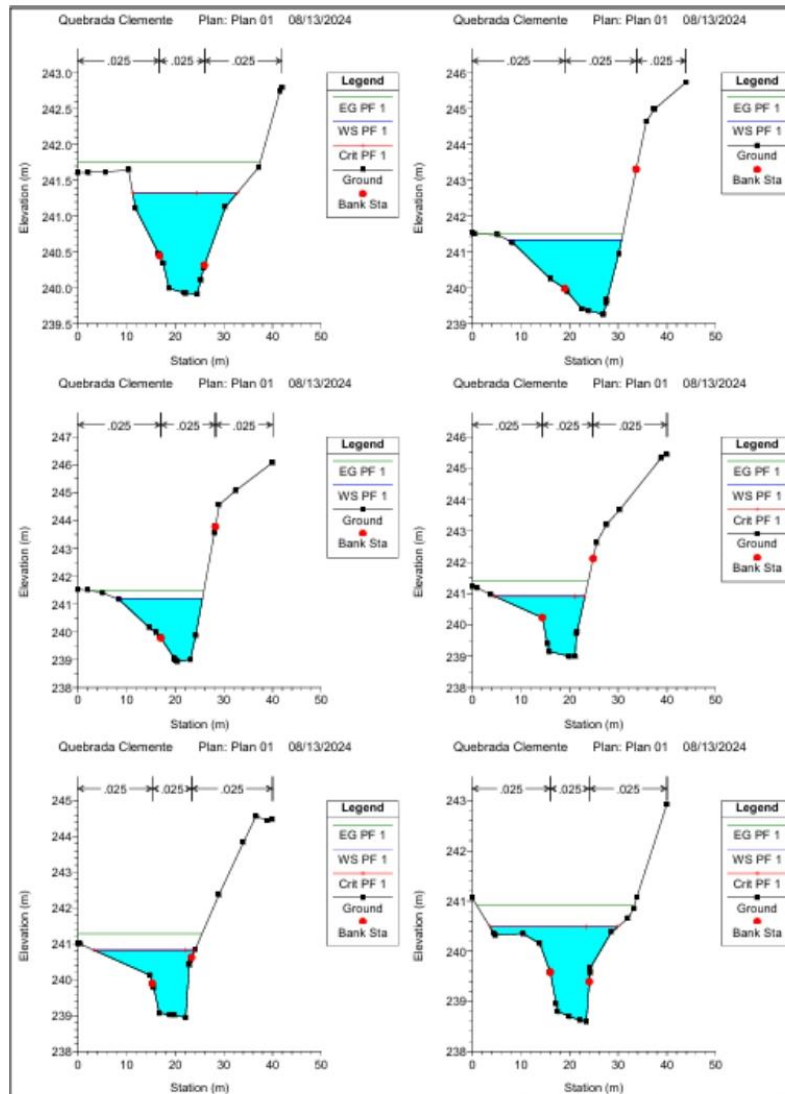 Quebrada Clemente Plan: Plan 01 08/13/2024
.025 .025 .025
Legend
EG PF 1
WS PF 1
Crit PF 1
Ground
Bank Sta
Elevation (m)
243.0
242.5
242.0
241.5
241.0
240.5
240.0
239.5
0 10 20 30 40 50
Station (m)
Quebrada Clemente Plan: Plan 01 08/13/2024
.025 .025 .025
Legend
EG PF 1
WS PF 1
Ground
Bank Sta
Elevation (m)
246
245
244
243
242
241
240
239
0 10 20 30 40 50
Station (m)
Quebrada Clemente Plan: Plan 01 08/13/2024
.025 .025 .025
Legend
EG PF 1
WS PF 1
Ground
Bank Sta
Elevation (m)
247
246
245
244
243
242
241
240
239
238
0 10 20 30 40 50
Station (m)
Quebrada Clemente Plan: Plan 01 08/13/2024
.025 .025 .025
Legend
EG PF 1
WS PF 1
Crit PF 1
Ground
Bank Sta
Elevation (m)
246
245
244
243
242
241
240
239
238
0 10 20 30 40 50
Station (m)
Quebrada Clemente Plan: Plan 01 08/13/2024
.025 .025 .025
Legend
EG PF 1
WS PF 1
Crit PF 1
Ground
Bank Sta
Elevation (m)
245
244
243
242
241
240
239
238
0 10 20 30 40 50
Station (m)
Quebrada Clemente Plan: Plan 01 08/13/2024
.025 .025 .025
Legend
EG PF 1
WS PF 1
Crit PF 1
Ground
Bank Sta
Elevation (m)
243
242
241
240
239
238
0 10 20 30 40 50
Station (m)